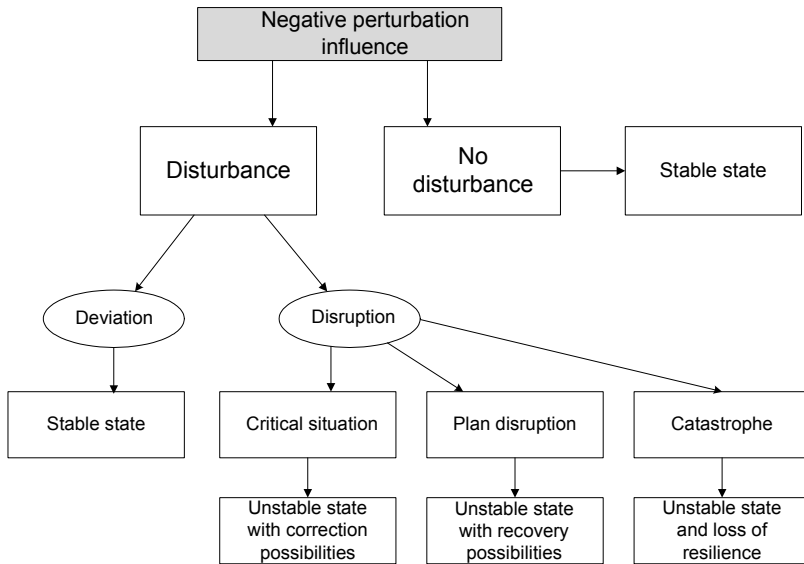 Negative perturbation
influence
Disturbance
No
disturbance
Stable state
Deviation
Disruption
Stable state
Critical situation
Plan disruption
Catastrophe
Unstable state
with correction
possibilities
Unstable state
with recovery
possibilities
Unstable state
and loss of
resilience